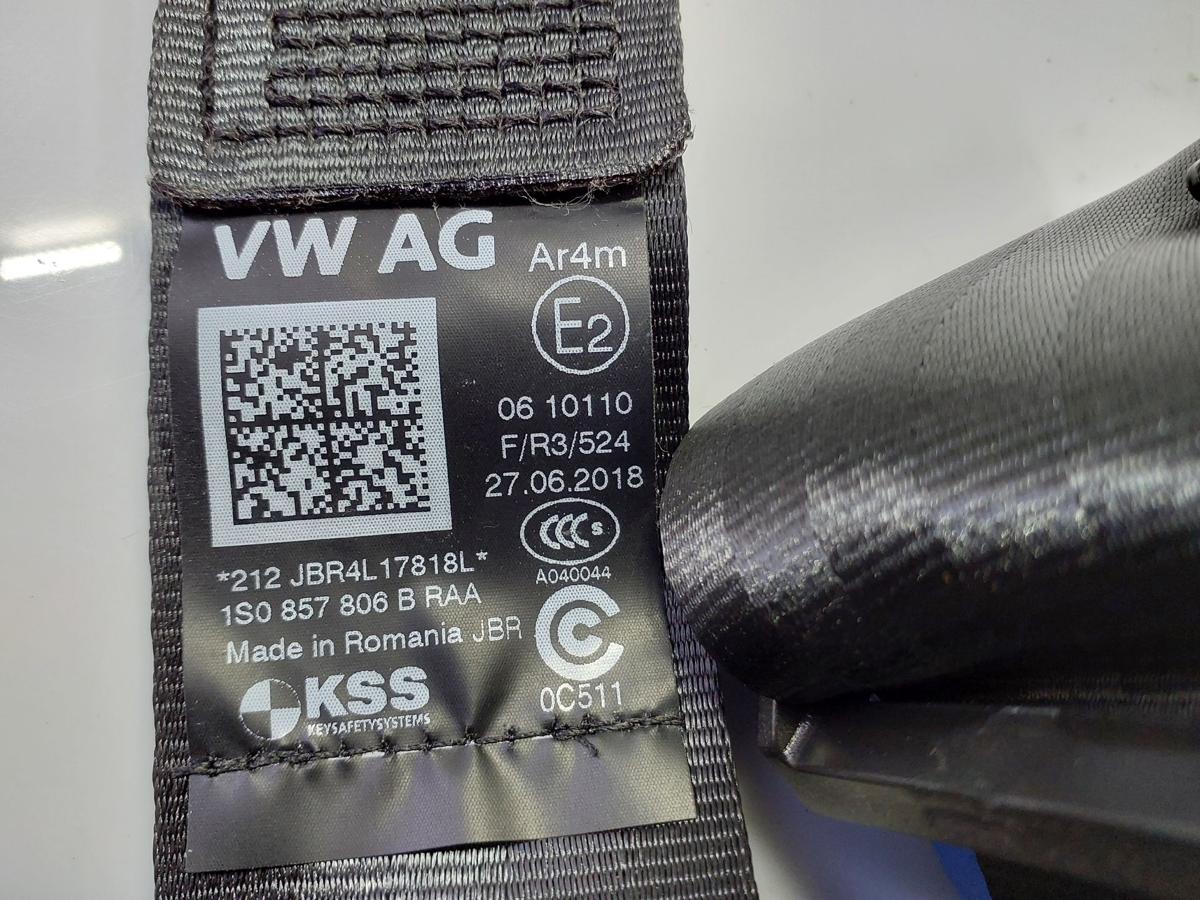 VW AG
Ar4m
E2
06 10110
F/R3/524
27.06.2018
CCC S
A040044
*212 JBR4L17818L*
1S0 857 806 B RAA
Made in Romania JBR
C
0C511
KSS
KEYSAFETYSYSTEMS